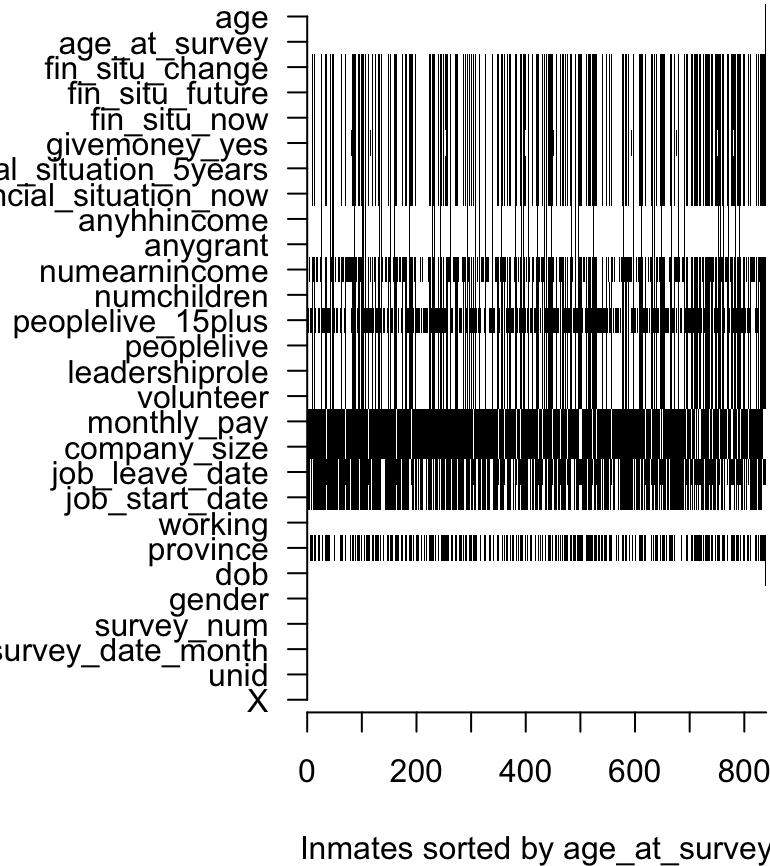 age
age_at_survey
fin_situ_change
fin_situ_future
fin_situ_now
givemoney_yes
al_situation_5years
ncial_situation_now
anyhhincome
anygrant
numearnincome
numchildren
peoplelive_15plus
peoplelive
leadershiprole
volunteer
monthly_pay
company_size
job_leave_date
job_start_date
working
province
dob
gender
survey_num
survey_date_month
unid
X
0 200 400 600 800
Inmates sorted by age_at_survey